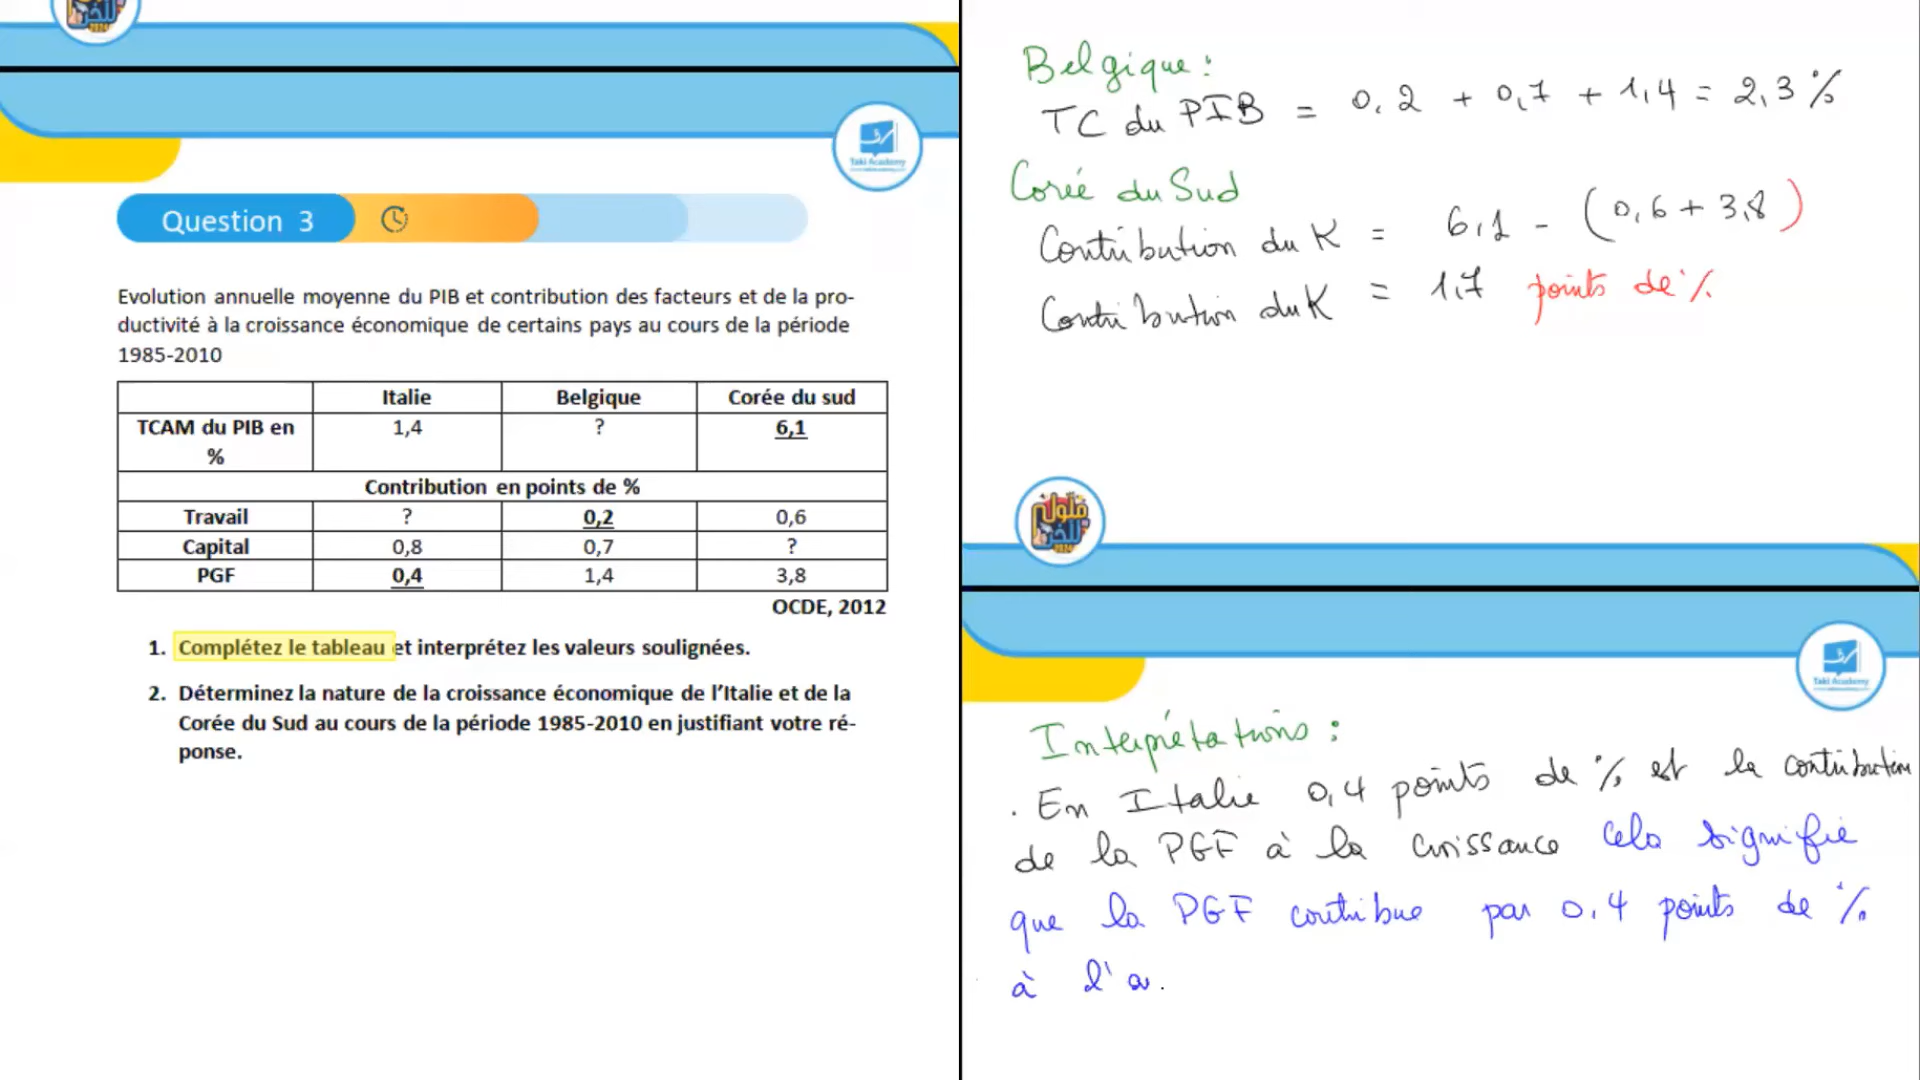 Taki Academy
Question 3
Evolution annuelle moyenne du PIB et contribution des facteurs et de la pro-
ductivité à la croissance économique de certains pays au cours de la période
1985-2010
Italie Belgique Corée du sud
TCAM du PIB en % 1,4 ? 6,1
Contribution en points de %
Travail ? 0,2 0,6
Capital 0,8 0,7 ?
PGF 0,4 1,4 3,8
OCDE, 2012
1. Complétez le tableau et interprétez les valeurs soulignées.
2. Déterminez la nature de la croissance économique de l’Italie et de la
Corée du Sud au cours de la période 1985-2010 en justifiant votre ré-
ponse.
Belgique :
TC du PIB = 0,2 + 0,7 + 1,4 = 2,3 %
Corée du Sud
Contribution du K = 6,1 - (0,6 + 3,8)
Contribution du K = 1,7 points de %
2024
Taki Academy
Interprétations :
. En Italie 0,4 points de % est la contribution
de la PGF à la croissance cela signifie
que la PGF contribue par 0,4 points de %
à l'a.